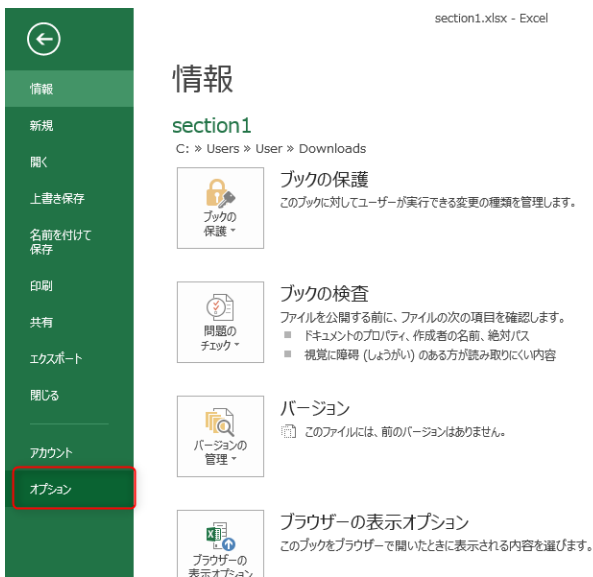 section1.xlsx - Excel
情報
新規
開く
上書き保存
名前を付けて
保存
印刷
共有
エクスポート
閉じる
アカウント
オプション
情報
section1
C: » Users » User » Downloads
ブックの
保護
ブックの保護
このブックに対してユーザーが実行できる変更の種類を管理します。
問題の
チェック
ブックの検査
ファイルを公開する前に、ファイルの次の項目を確認します。
ドキュメントのプロパティ、作成者の名前、絶対パス
視覚に障碍 (しょうがい) のある方が読み取りにくい内容
バージョンの
管理
バージョン
このファイルには、前のバージョンはありません。
ブラウザーの
表示オプション
ブラウザーの表示オプション
このブックをブラウザーで開いたときに表示される内容を選びます。